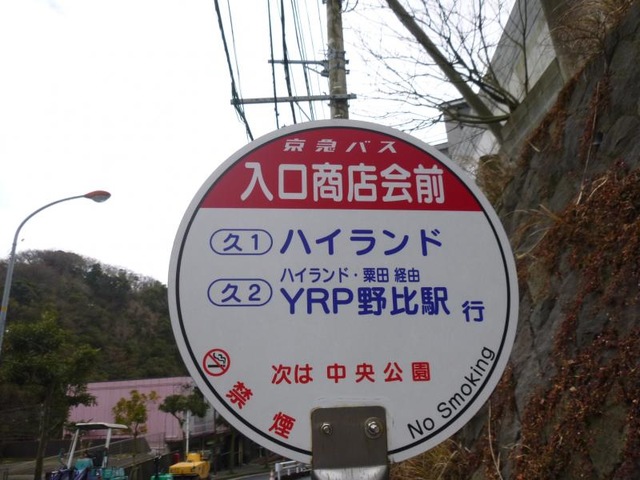 京急バス
入口商店会前
久1 ハイランド
ハイランド・粟田 経由
久2 YRP野比駅 行
次は 中央公園
禁煙
No Smoking